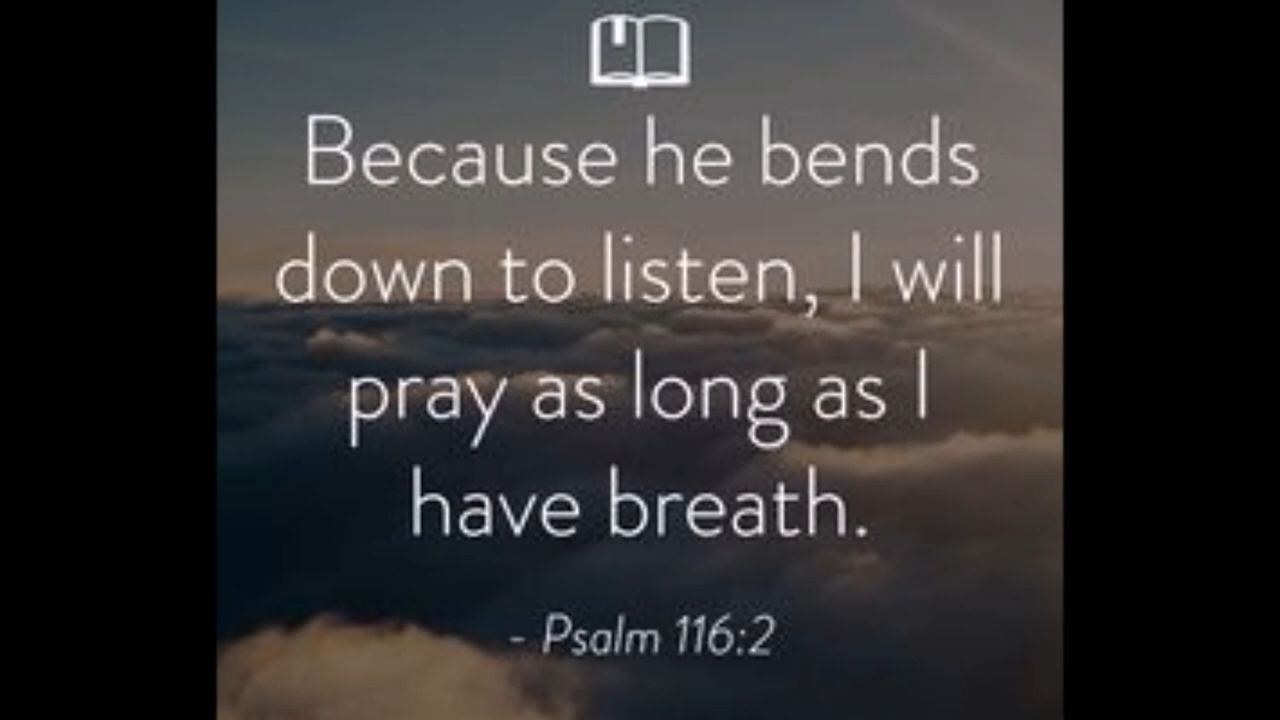 Because he bends
down to listen, I will
pray as long as I
have breath.
- Psalm 116:2